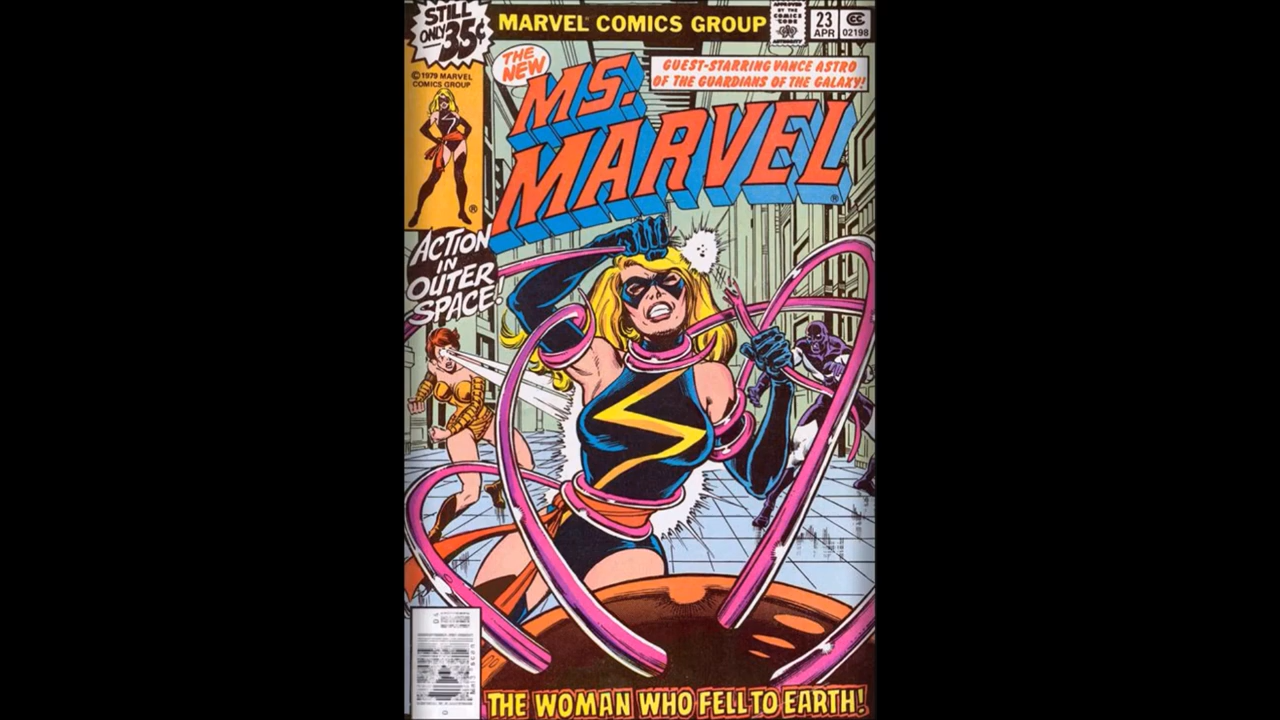 STILL
ONLY
35¢
MARVEL COMICS GROUP
APPROVED
BY THE
COMICS
CODE
AUTHORITY
23
APR
CC
02198
©1979 MARVEL
COMICS GROUP
THE
NEW
MS.
MARVEL
®
GUEST-STARRING VANCE ASTRO
OF THE GUARDIANS OF THE GALAXY!
®
ACTION
IN
OUTER
SPACE!
THE WOMAN WHO FELL TO EARTH!